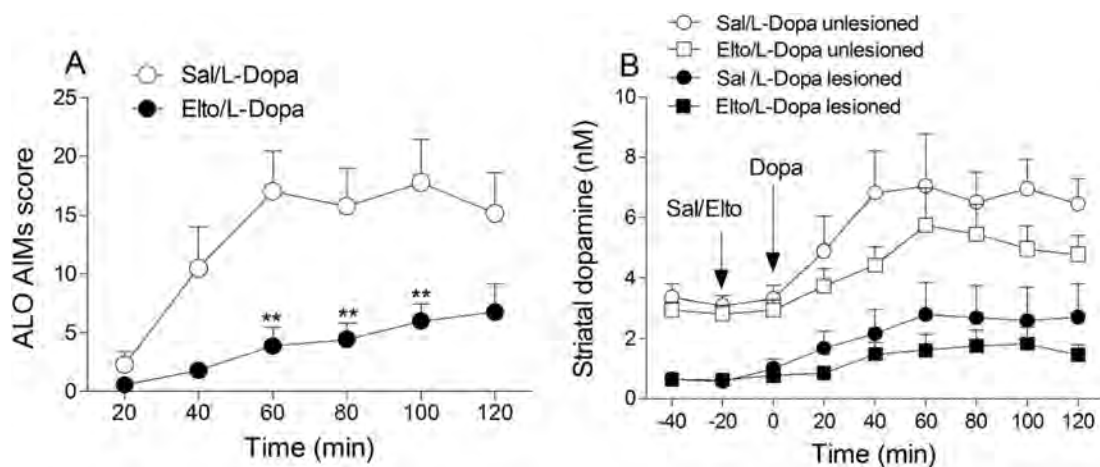 A
Sal/L-Dopa
Elto/L-Dopa
25
20
15
10
5
0
ALO AIMs score
**
**
**
20 40 60 80 100 120
Time (min)
Sal/L-Dopa unlesioned
Elto/L-Dopa unlesioned
Sal /L-Dopa lesioned
Elto/L-Dopa lesioned
B
10
8
6
4
2
0
Striatal dopamine (nM)
Dopa
Sal/Elto
-40 -20 0 20 40 60 80 100 120
Time (min)